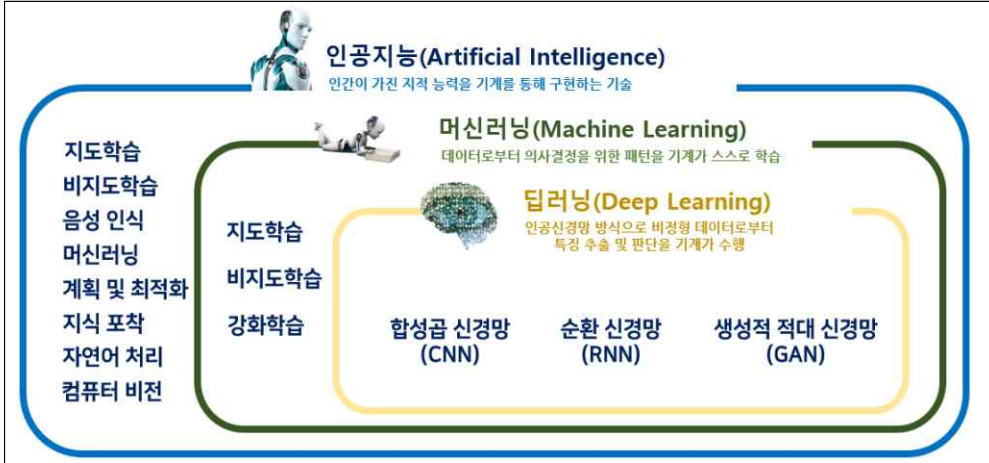 인공지능(Artificial Intelligence)
인간이 가진 지적 능력을 기계를 통해 구현하는 기술
머신러닝(Machine Learning)
데이터로부터 의사결정을 위한 패턴을 기계가 스스로 학습
딥러닝(Deep Learning)
인공신경망 방식으로 비정형 데이터로부터
특징 추출 및 판단을 기계가 수행
지도학습
비지도학습
음성 인식
머신러닝
계획 및 최적화
지식 포착
자연어 처리
컴퓨터 비전
지도학습
비지도학습
강화학습
합성곱 신경망
(CNN)
순환 신경망
(RNN)
생성적 적대 신경망
(GAN)